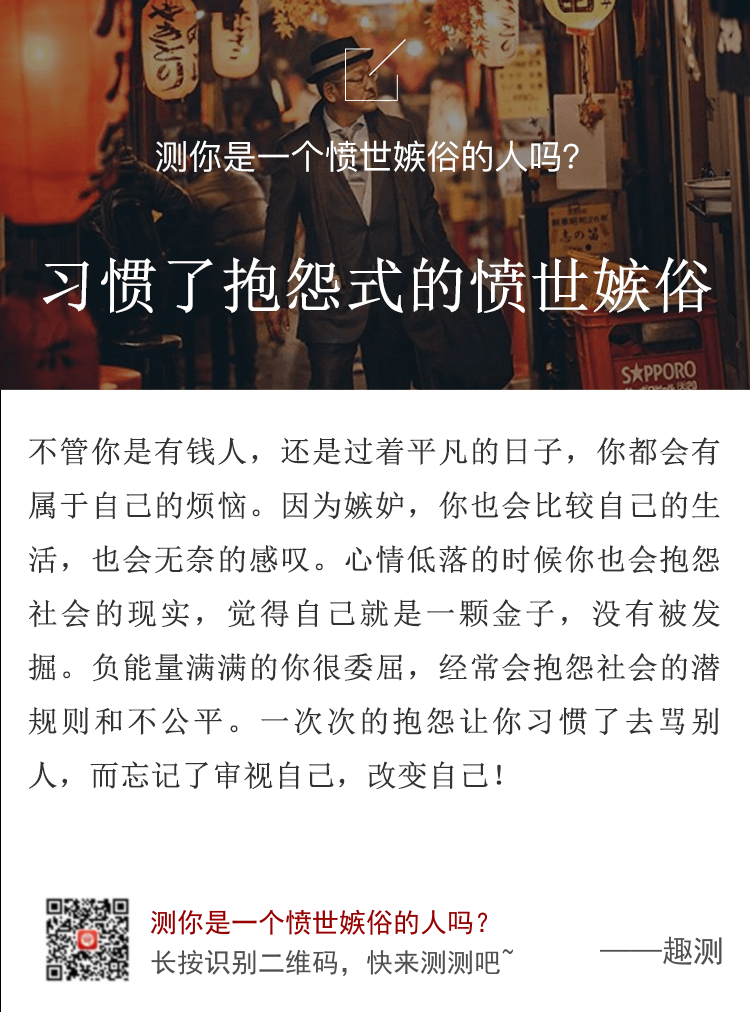 测你是一个愤世嫉俗的人吗?
习惯了抱怨式的愤世嫉俗
志の笛
SAPPORO
不管你是有钱人，还是过着平凡的日子，你都会有
属于自己的烦恼。因为嫉妒，你也会比较自己的生
活，也会无奈的感叹。心情低落的时候你也会抱怨
社会的现实，觉得自己就是一颗金子，没有被发
掘。负能量满满的你很委屈，经常会抱怨社会的潜
规则和不公平。一次次的抱怨让你习惯了去骂别
人，而忘记了审视自己，改变自己！
测你是一个愤世嫉俗的人吗？
长按识别二维码，快来测测吧~
——趣测